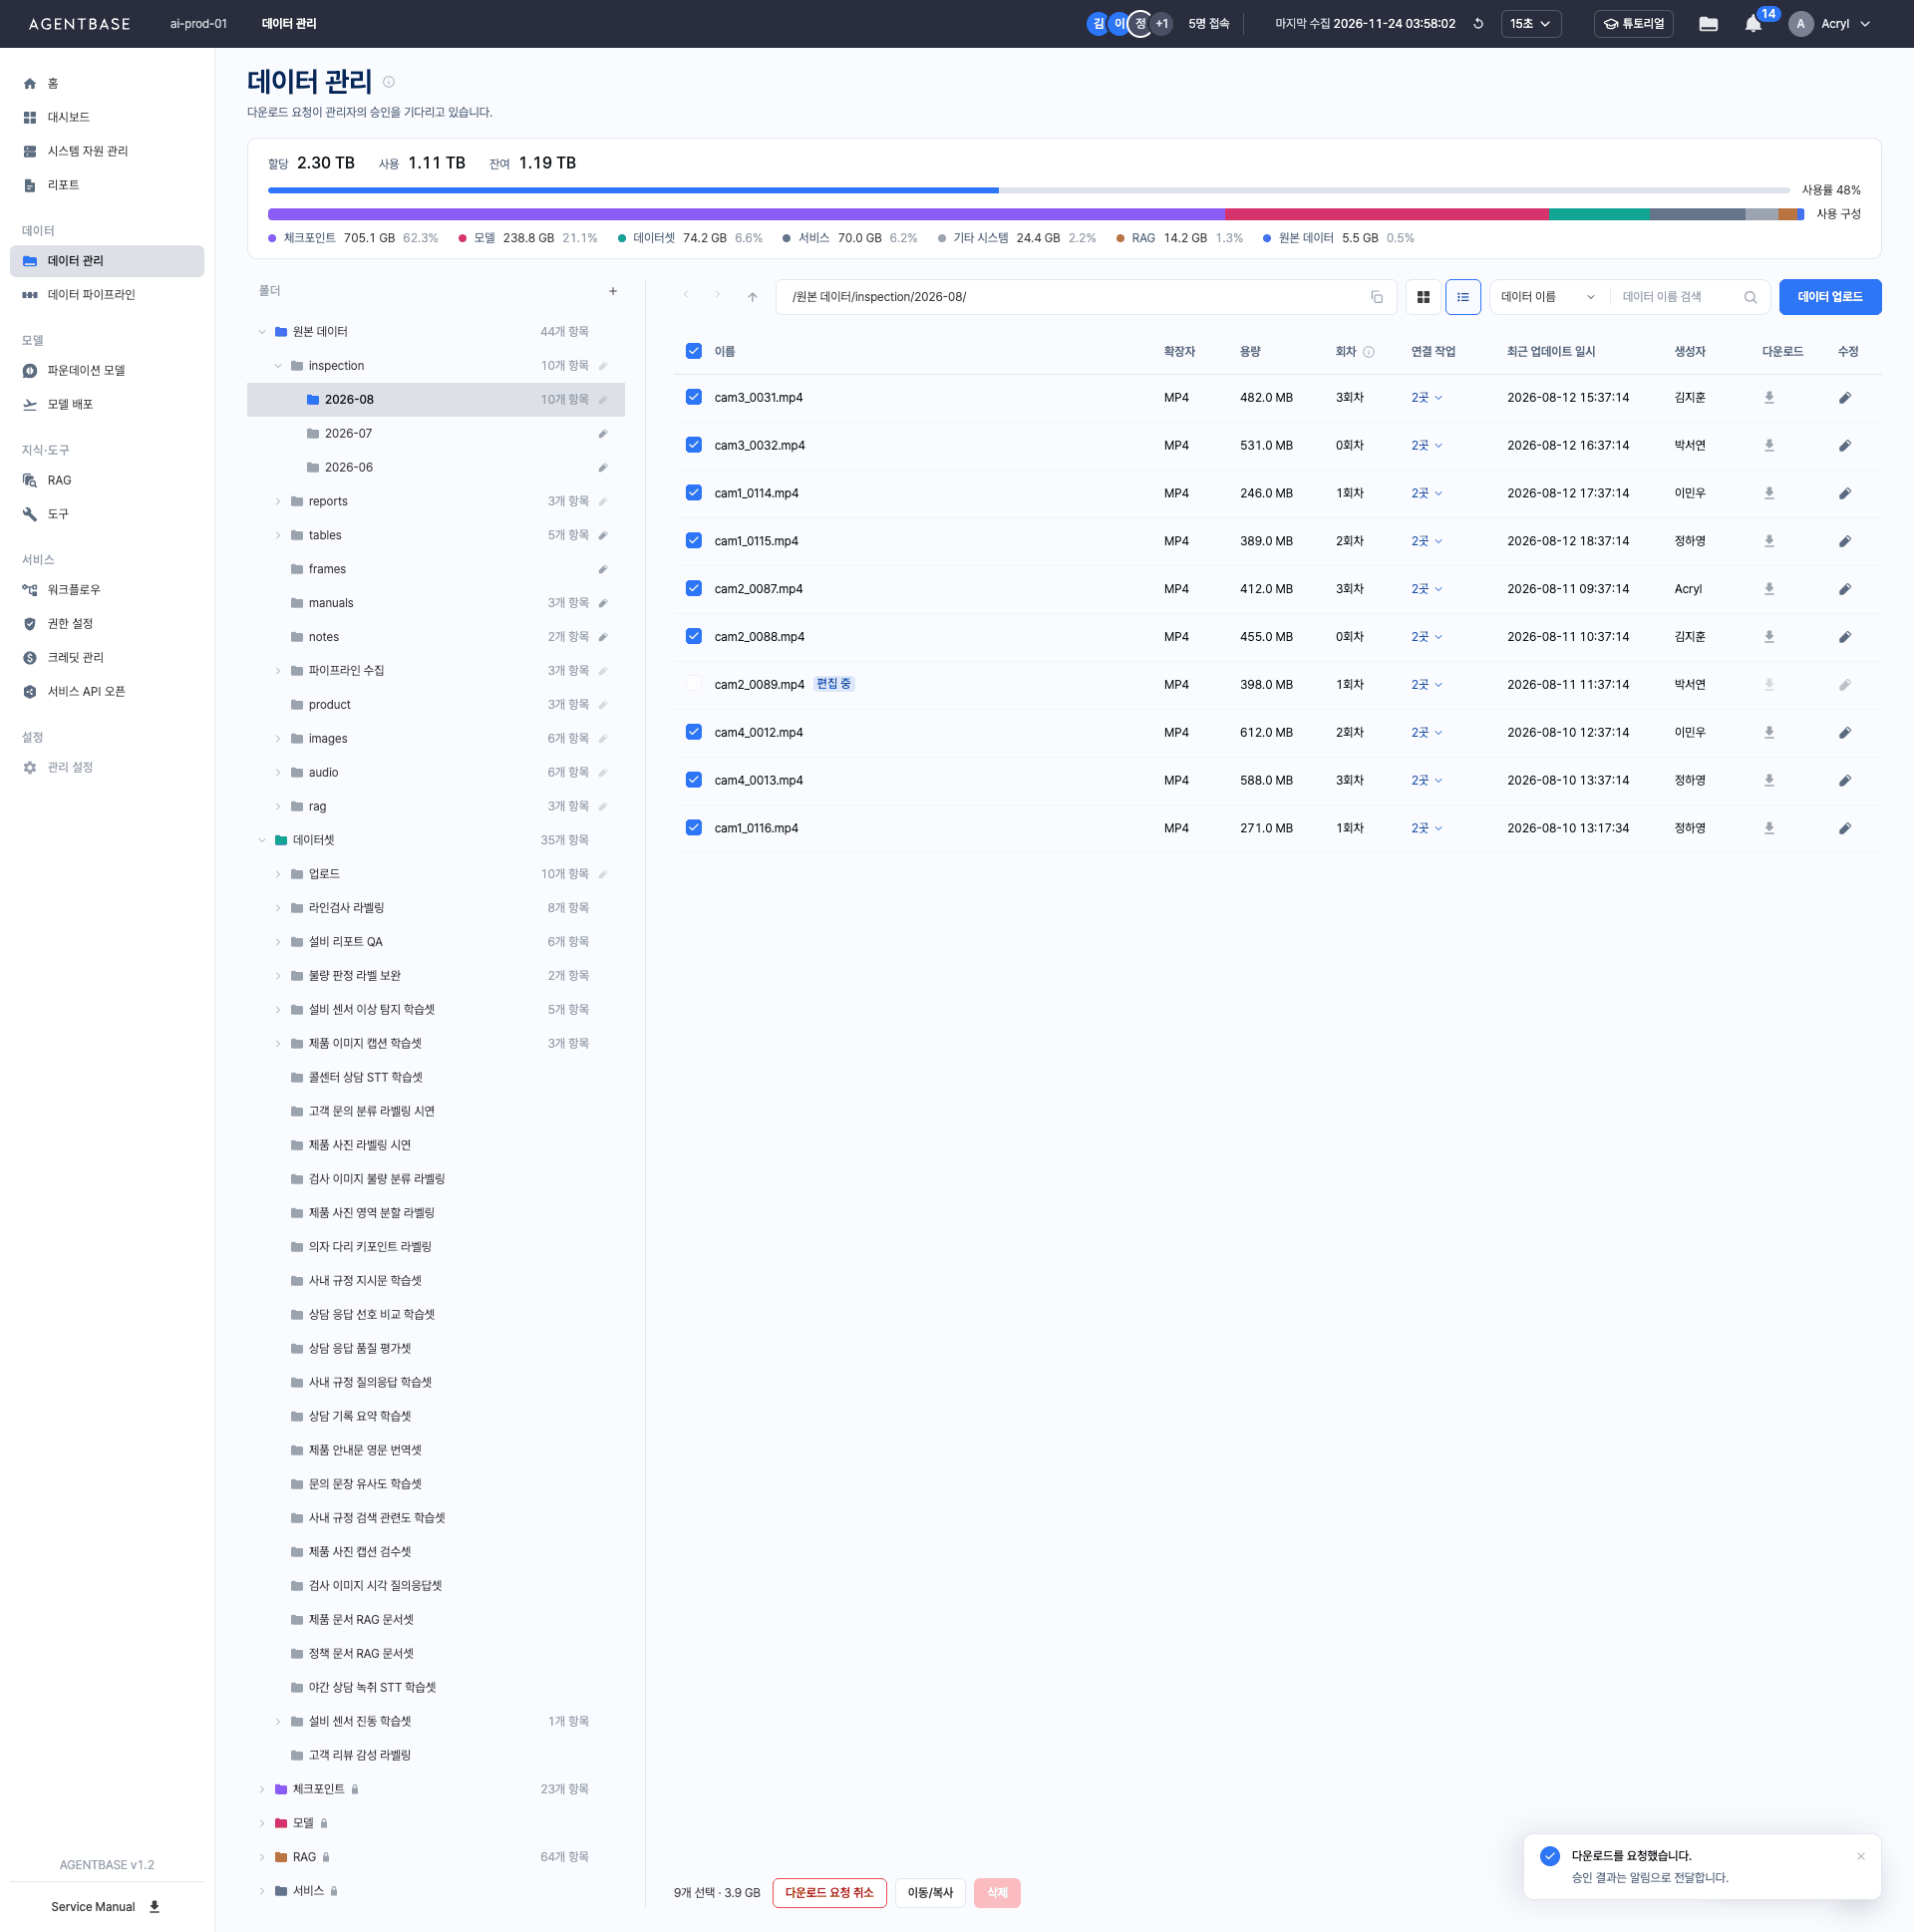 AGENTBASE ai-prod-01 데이터 관리 김 이 정 +1 5명 접속 마지막 수집 2026-11-24 03:58:02 15초 튜토리얼 14 A Acryl
홈
대시보드
시스템 자원 관리
리포트
데이터
데이터 관리
데이터 파이프라인
모델
파운데이션 모델
모델 배포
지식·도구
RAG
도구
서비스
워크플로우
권한 설정
크레딧 관리
서비스 API 오픈
설정
관리 설정
AGENTBASE v1.2
Service Manual
데이터 관리
다운로드 요청이 관리자의 승인을 기다리고 있습니다.
할당 2.30 TB 사용 1.11 TB 잔여 1.19 TB
사용률 48%
사용 구성
체크포인트 705.1 GB 62.3% 모델 238.8 GB 21.1% 데이터셋 74.2 GB 6.6% 서비스 70.0 GB 6.2% 기타 시스템 24.4 GB 2.2% RAG 14.2 GB 1.3% 원본 데이터 5.5 GB 0.5%
폴더
원본 데이터 44개 항목
inspection 10개 항목
2026-08 10개 항목
2026-07
2026-06
reports 3개 항목
tables 5개 항목
frames
manuals 3개 항목
notes 2개 항목
파이프라인 수집 3개 항목
product 3개 항목
images 6개 항목
audio 6개 항목
rag 3개 항목
데이터셋 35개 항목
업로드 10개 항목
라인검사 라벨링 8개 항목
설비 리포트 QA 6개 항목
불량 판정 라벨 보완 2개 항목
설비 센서 이상 탐지 학습셋 5개 항목
제품 이미지 캡션 학습셋 3개 항목
콜센터 상담 STT 학습셋
고객 문의 분류 라벨링 시연
제품 사진 라벨링 시연
검사 이미지 불량 분류 라벨링
제품 사진 영역 분할 라벨링
의자 다리 키포인트 라벨링
사내 규정 지시문 학습셋
상담 응답 선호 비교 학습셋
상담 응답 품질 평가셋
사내 규정 질의응답 학습셋
상담 기록 요약 학습셋
제품 안내문 영문 번역셋
문의 문장 유사도 학습셋
사내 규정 검색 관련도 학습셋
제품 사진 캡션 검수셋
검사 이미지 시각 질의응답셋
제품 문서 RAG 문서셋
정책 문서 RAG 문서셋
야간 상담 녹취 STT 학습셋
설비 센서 진동 학습셋 1개 항목
고객 리뷰 감성 라벨링
체크포인트 23개 항목
모델
RAG 64개 항목
서비스
/원본 데이터/inspection/2026-08/ 데이터 이름 데이터 이름 검색 데이터 업로드
이름 확장자 용량 회차 연결 작업 최근 업데이트 일시 생성자 다운로드 수정
cam3_0031.mp4 MP4 482.0 MB 3회차 2곳 2026-08-12 15:37:14 김지훈
cam3_0032.mp4 MP4 531.0 MB 0회차 2곳 2026-08-12 16:37:14 박서연
cam1_0114.mp4 MP4 246.0 MB 1회차 2곳 2026-08-12 17:37:14 이민우
cam1_0115.mp4 MP4 389.0 MB 2회차 2곳 2026-08-12 18:37:14 정하영
cam2_0087.mp4 MP4 412.0 MB 3회차 2곳 2026-08-11 09:37:14 Acryl
cam2_0088.mp4 MP4 455.0 MB 0회차 2곳 2026-08-11 10:37:14 김지훈
cam2_0089.mp4 편집 중 MP4 398.0 MB 1회차 2곳 2026-08-11 11:37:14 박서연
cam4_0012.mp4 MP4 612.0 MB 2회차 2곳 2026-08-10 12:37:14 이민우
cam4_0013.mp4 MP4 588.0 MB 3회차 2곳 2026-08-10 13:37:14 정하영
cam1_0116.mp4 MP4 271.0 MB 1회차 2곳 2026-08-10 13:17:34 정하영
9개 선택 · 3.9 GB 다운로드 요청 취소 이동/복사 삭제
다운로드를 요청했습니다.
승인 결과는 알림으로 전달합니다.